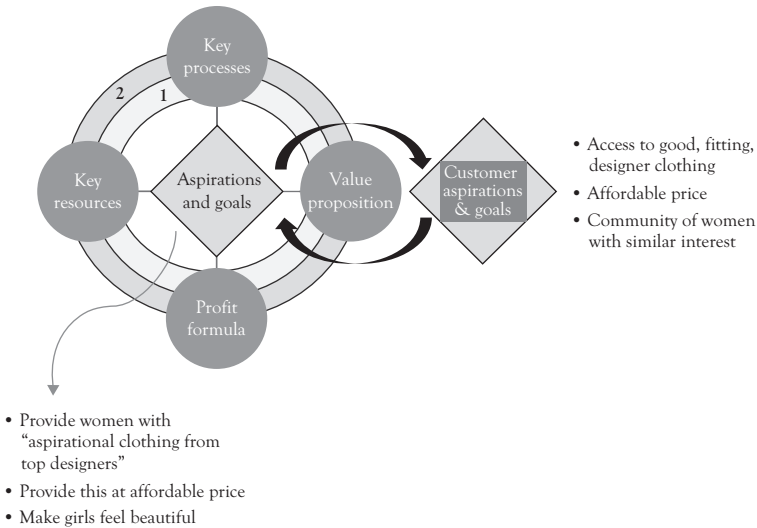 Key
processes
2
1
Key
resources
Aspirations
and goals
Value
proposition
Customer
aspirations
& goals
• Access to good, fitting,
designer clothing
• Affordable price
• Community of women
with similar interest
Profit
formula
• Provide women with
“aspirational clothing from
top designers”
• Provide this at affordable price
• Make girls feel beautiful